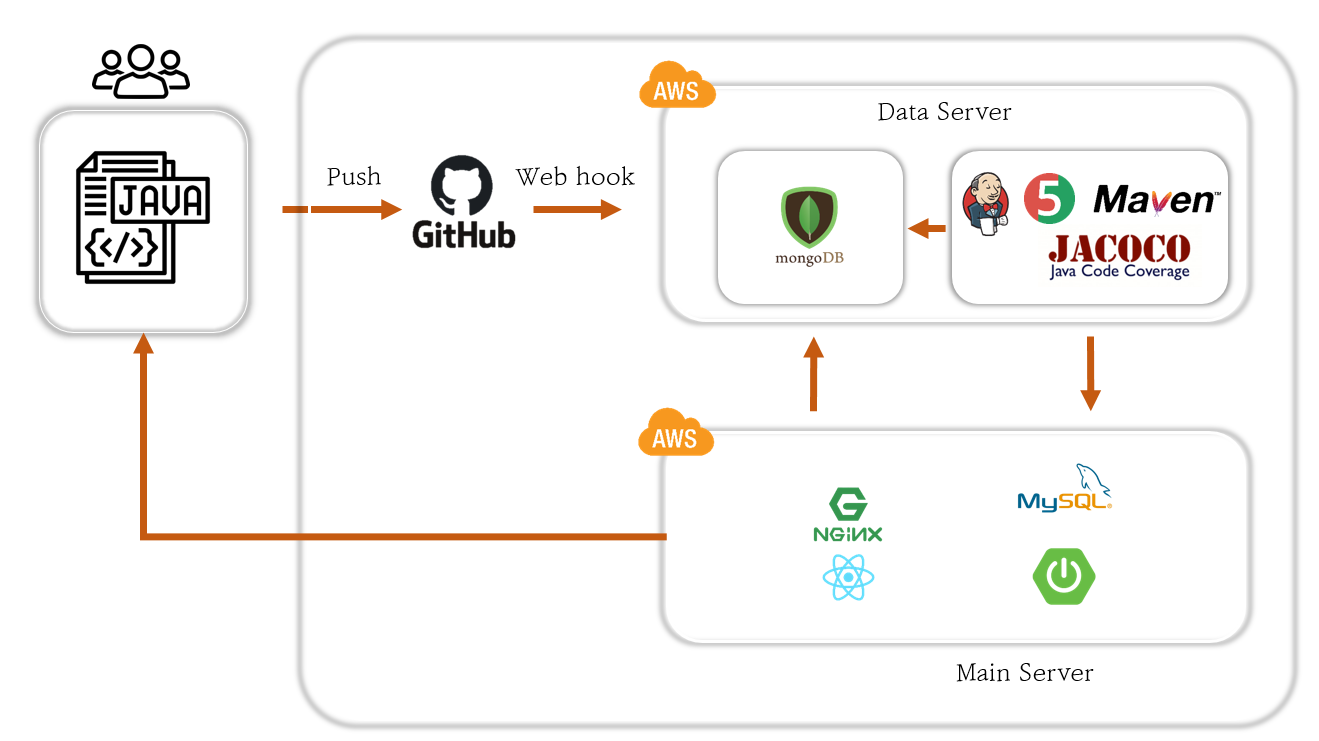 AWS
Data Server
JAVA
{</>}
Push
GitHub
Web hook
mongoDB
5
Maven™
JACOCO
Java Code Coverage
AWS
MySQL®
G
NGiNX
Main Server